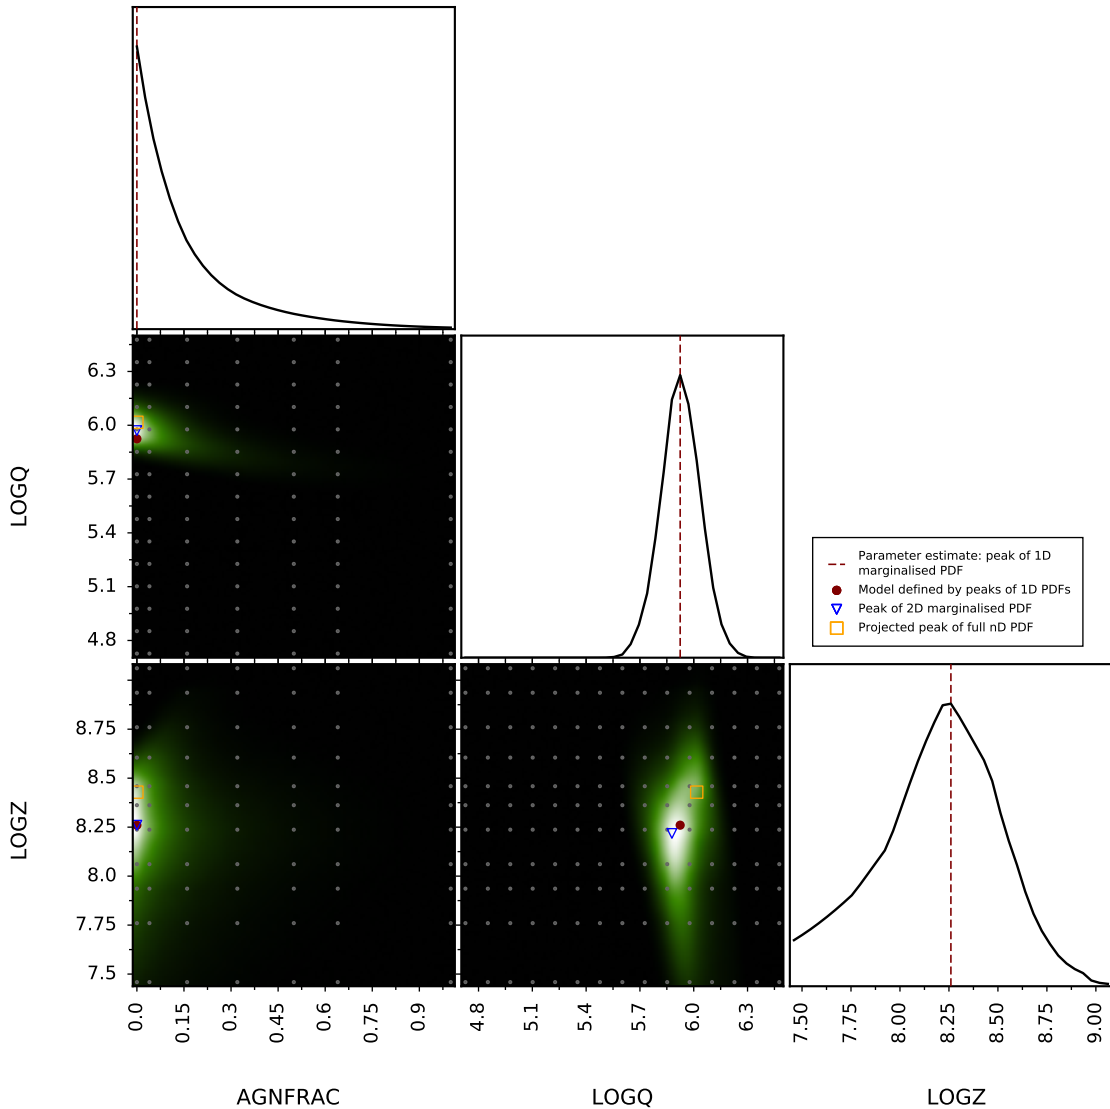 6.3
6.0
5.7
5.4
5.1
4.8
LOGQ
Parameter estimate: peak of 1D
marginalised PDF
Model defined by peaks of 1D PDFs
Peak of 2D marginalised PDF
Projected peak of full nD PDF
8.75
8.5
8.25
8.0
7.75
7.5
LOGZ
0.0 0.15 0.3 0.45 0.6 0.75 0.9
4.8 5.1 5.4 5.7 6.0 6.3
7.50 7.75 8.00 8.25 8.50 8.75 9.00
AGNFRAC
LOGQ
LOGZ